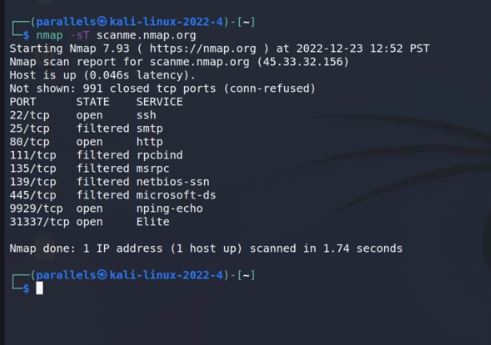 ┌──(parallels㉿kali-linux-2022-4)-[~]
└─$ nmap -sT scanme.nmap.org
Starting Nmap 7.93 ( https://nmap.org ) at 2022-12-23 12:52 PST
Nmap scan report for scanme.nmap.org (45.33.32.156)
Host is up (0.046s latency).
Not shown: 991 closed tcp ports (conn-refused)
PORT      STATE    SERVICE
22/tcp    open     ssh
25/tcp    filtered smtp
80/tcp    open     http
111/tcp   filtered rpcbind
135/tcp   filtered msrpc
139/tcp   filtered netbios-ssn
445/tcp   filtered microsoft-ds
9929/tcp  open     nping-echo
31337/tcp open     Elite
Nmap done: 1 IP address (1 host up) scanned in 1.74 seconds
┌──(parallels㉿kali-linux-2022-4)-[~]
└─$